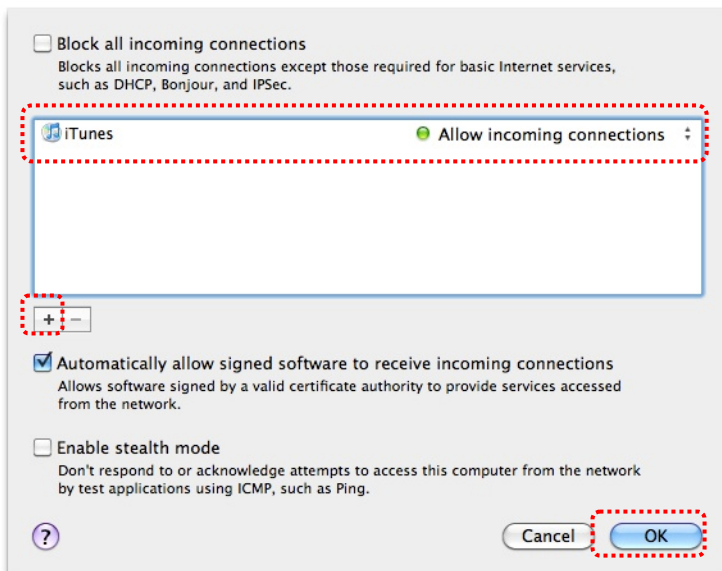 Block all incoming connections
Blocks all incoming connections except those required for basic Internet services,
such as DHCP, Bonjour, and IPSec.
iTunes Allow incoming connections
+ −
Automatically allow signed software to receive incoming connections
Allows software signed by a valid certificate authority to provide services accessed
from the network.
Enable stealth mode
Don't respond to or acknowledge attempts to access this computer from the network
by test applications using ICMP, such as Ping.
? Cancel OK